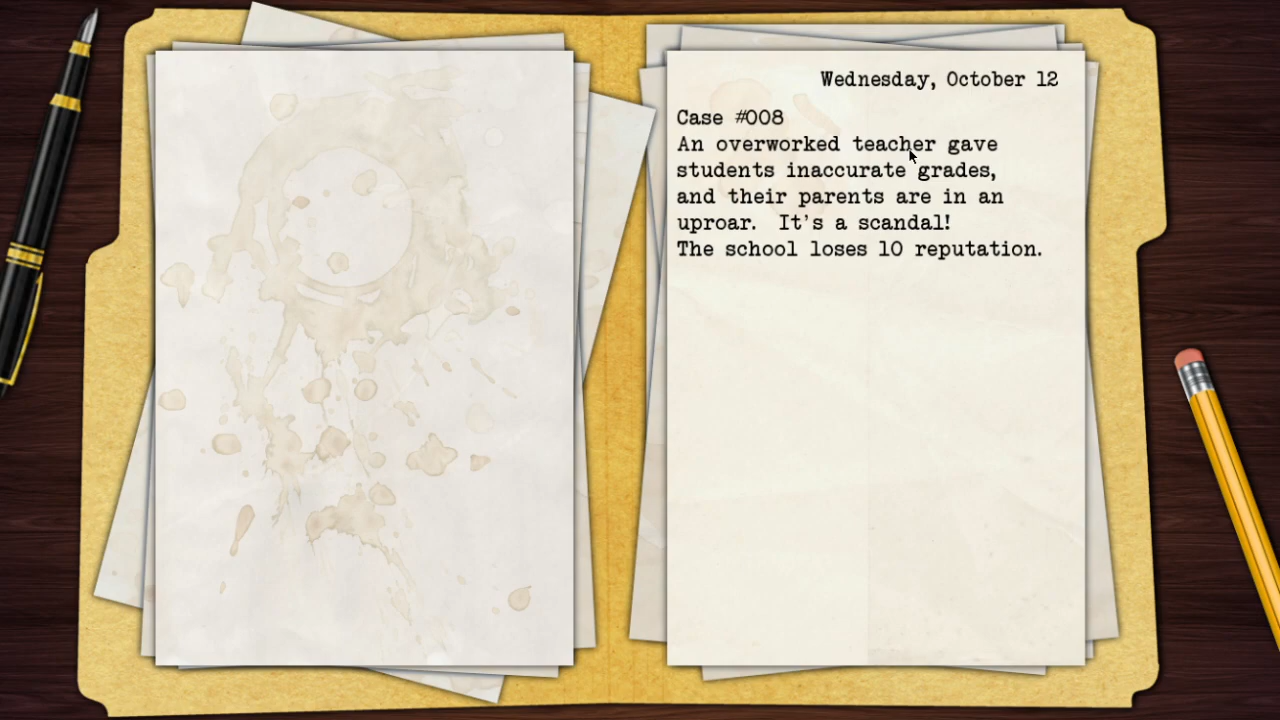 Wednesday, October 12
Case #008
An overworked teacher gave
students inaccurate grades,
and their parents are in an
uproar.  It's a scandal!
The school loses 10 reputation.